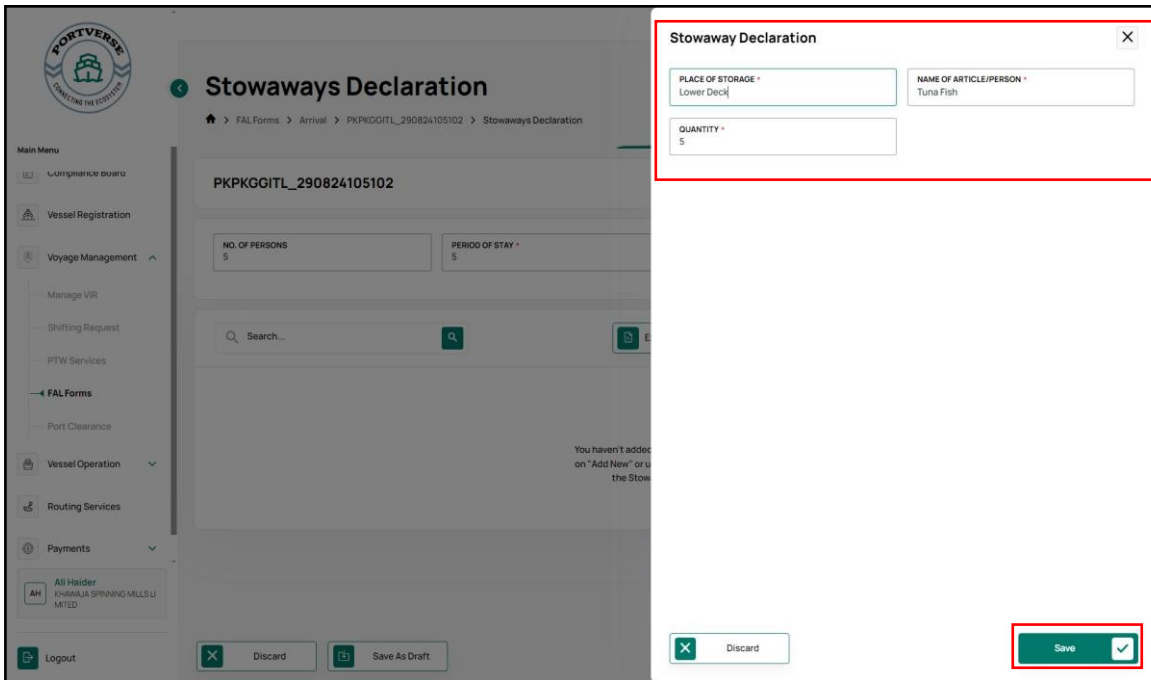 PORTVERSE
CONNECTING THE ECOSYSTEM
Main Menu
Compliance Board
Vessel Registration
Voyage Management
Manage VIR
Shifting Request
PTW Services
FAL Forms
Port Clearance
Vessel Operation
Routing Services
Payments
AH
Ali Haider
KHAWAJA SPINNING MILLS LI
MITED
Logout
Stowaways Declaration
> FAL Forms > Arrival > PKPKGGITL_290824105102 > Stowaways Declaration
PKPKGGITL_290824105102
NO. OF PERSONS
5
PERIOD OF STAY *
5
Search...
E
You haven't added
on "Add New" or u
the Stow
Discard
Save As Draft
Stowaway Declaration
PLACE OF STORAGE *
Lower Deck
NAME OF ARTICLE/PERSON *
Tuna Fish
QUANTITY *
5
Discard
Save